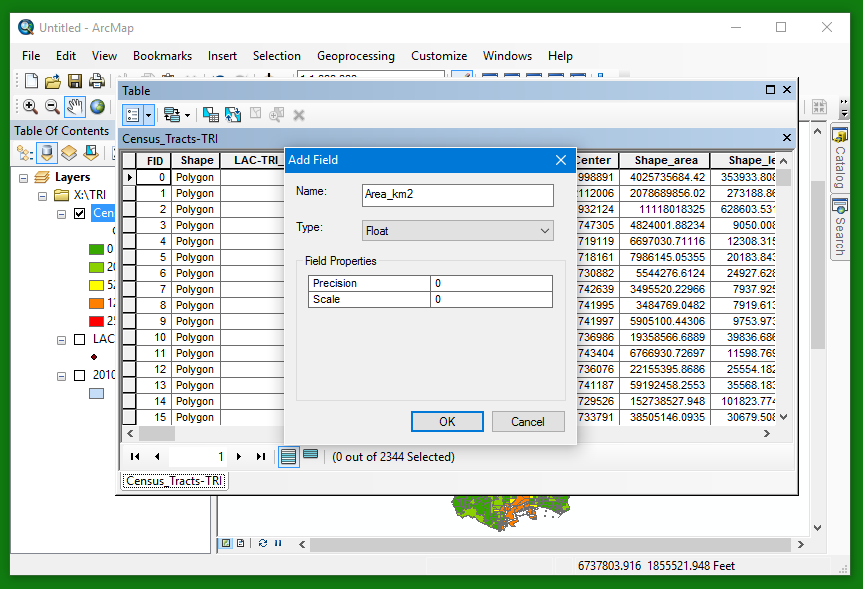 Untitled - ArcMap
File Edit View Bookmarks Insert Selection Geoprocessing Customize Windows Help
Table
Table Of Contents
Census_Tracts-TRI
Layers
X:\TRI
Cen
0
LAC
2010
Catalog
Search
FID Shape LAC-TRI_ Center Shape_area Shape_le
0 Polygon 998891 4025735684.42 353933.808
1 Polygon 112006 2078689856.02 273188.86
2 Polygon 932124 11118018325 628603.531
3 Polygon 747305 4824001.88234 9050.008
4 Polygon 719119 6697030.71116 12308.315
5 Polygon 718161 7986145.05355 20183.843
6 Polygon 730882 5544276.6124 24927.628
7 Polygon 742639 3495520.22966 7937.925
8 Polygon 741995 3484769.0482 7919.613
9 Polygon 741997 5905100.44306 9753.973
10 Polygon 736986 19358566.6889 39836.686
11 Polygon 743404 6766930.72697 11598.769
12 Polygon 736076 22155395.8686 25554.182
13 Polygon 741187 59192458.2553 35568.183
14 Polygon 729526 152738527.948 101823.774
15 Polygon 733791 38505146.0935 30679.508
Add Field
Name: Area_km2
Type: Float
Field Properties
Precision 0
Scale 0
OK Cancel
1 (0 out of 2344 Selected)
Census_Tracts-TRI
6737803.916 1855521.948 Feet